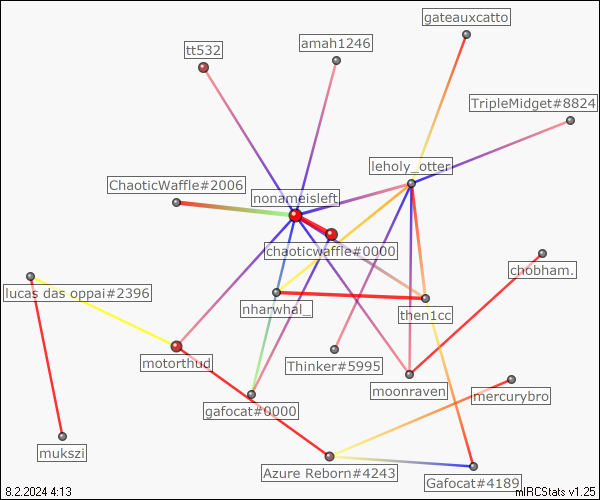 gateauxcatto
amah1246
tt532
TripleMidget#8824
leholy_otter
ChaoticWaffle#2006
nonameisleft
chaoticwaffle#0000
chobham.
lucas das oppai#2396
nharwhal_
then1cc
motorthud
Thinker#5995
moonraven
mercurybro
gafocat#0000
mukszi
Azure Reborn#4243
Gafocat#4189
8.2.2024 4:13
mIRCStats v1.25